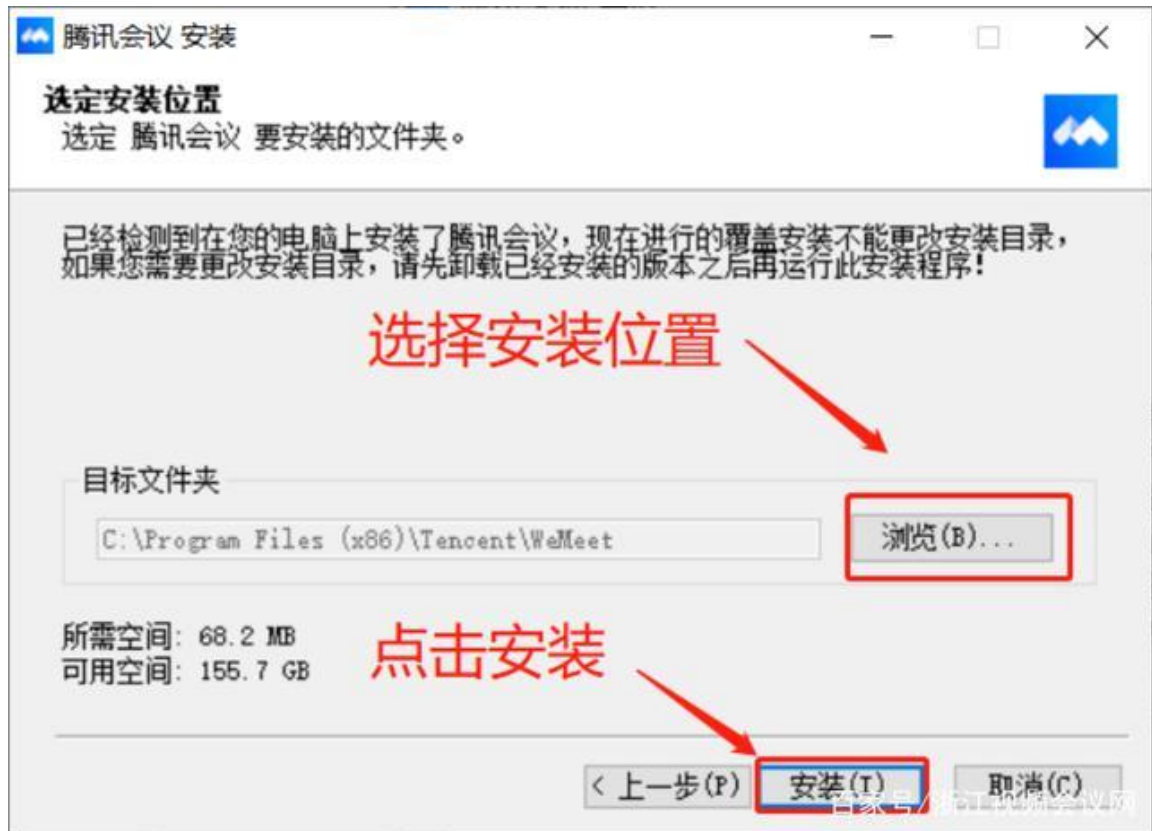 腾讯会议 安装
选定安装位置
选定 腾讯会议 要安装的文件夹。
已经检测到在您的电脑上安装了腾讯会议，现在进行的覆盖安装不能更改安装目录，
如果您需要更改安装目录，请先卸载已经安装的版本之后再运行此安装程序！
选择安装位置
目标文件夹
C:\Program Files (x86)\Tencent\WeMeet
浏览(B)...
所需空间: 68.2 MB
可用空间: 155.7 GB
点击安装
< 上一步(P)
安装(I)
取消(C)
百家号/浙江视频会议网